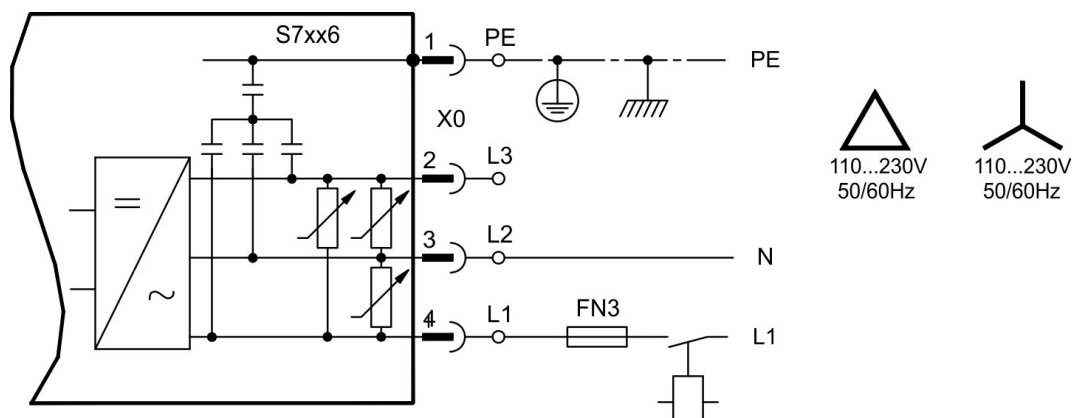 S7xx6
1 PE
PE
X0
2 L3
3 L2
N
4 L1
FN3
L1
110...230V
50/60Hz
110...230V
50/60Hz